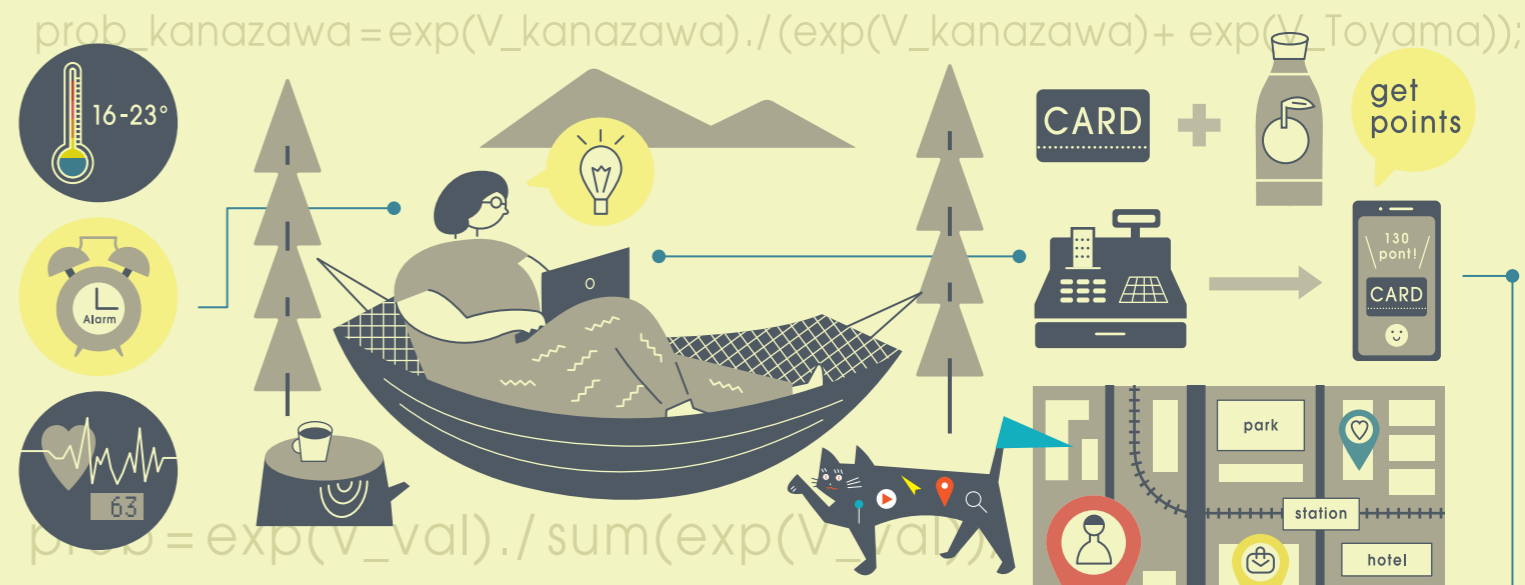 prob_kanazawa=exp(V_kanazawa)./(exp(V_kanazawa)+ exp(V_Toyama));
16-23°
Alarm
63
CARD
get
points
130
pont!
CARD
park
station
hotel
prob=exp(V_val)./sum(exp(V_val));